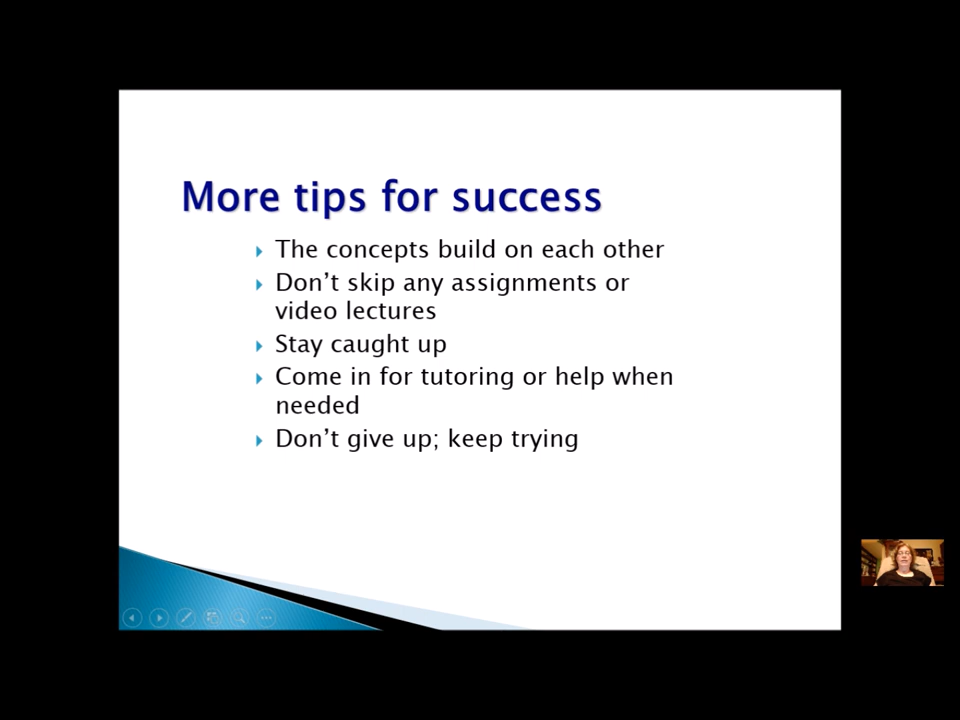 More tips for success
The concepts build on each other
Don't skip any assignments or
video lectures
Stay caught up
Come in for tutoring or help when
needed
Don't give up; keep trying